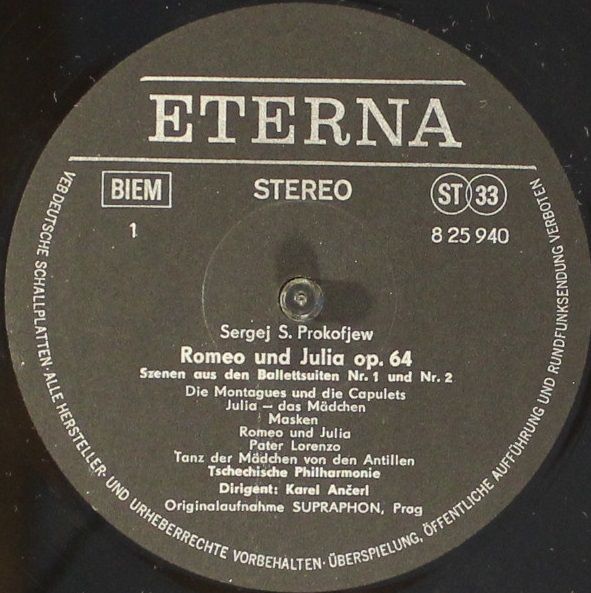 ETERNA
BIEM STEREO ST 33
1 8 25 940
Sergej S. Prokofjew
Romeo und Julia op. 64
Szenen aus den Ballettsuiten Nr. 1 und Nr. 2
Die Montagues und die Capulets
Julia – das Mädchen
Masken
Romeo und Julia
Pater Lorenzo
Tanz der Mädchen von den Antillen
Tschechische Philharmonie
Dirigent: Karel Ančerl
Originalaufnahme SUPRAPHON, Prag
VEB DEUTSCHE SCHALLPLATTEN · ALLE HERSTELLER- UND URHEBERRECHTE VORBEHALTEN · ÜBERSPIELUNG, ÖFFENTLICHE AUFFÜHRUNG UND RUNDFUNKSENDUNG VERBOTEN